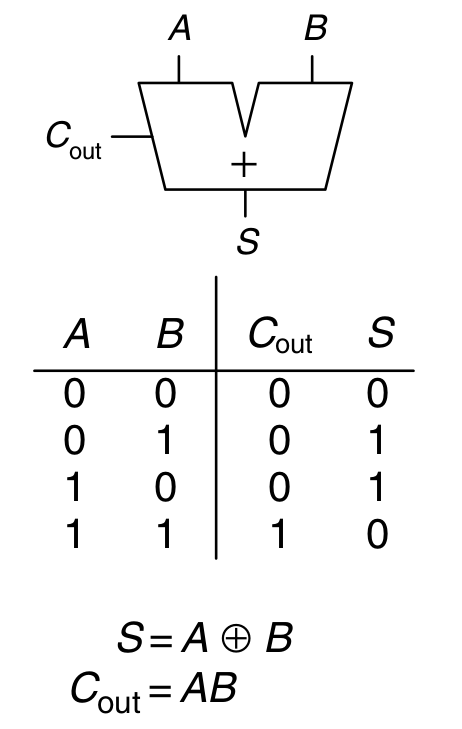 A B
Cout
+
S
A B Cout S
0 0 0 0
0 1 0 1
1 0 0 1
1 1 1 0
S = A ⊕ B
Cout = AB